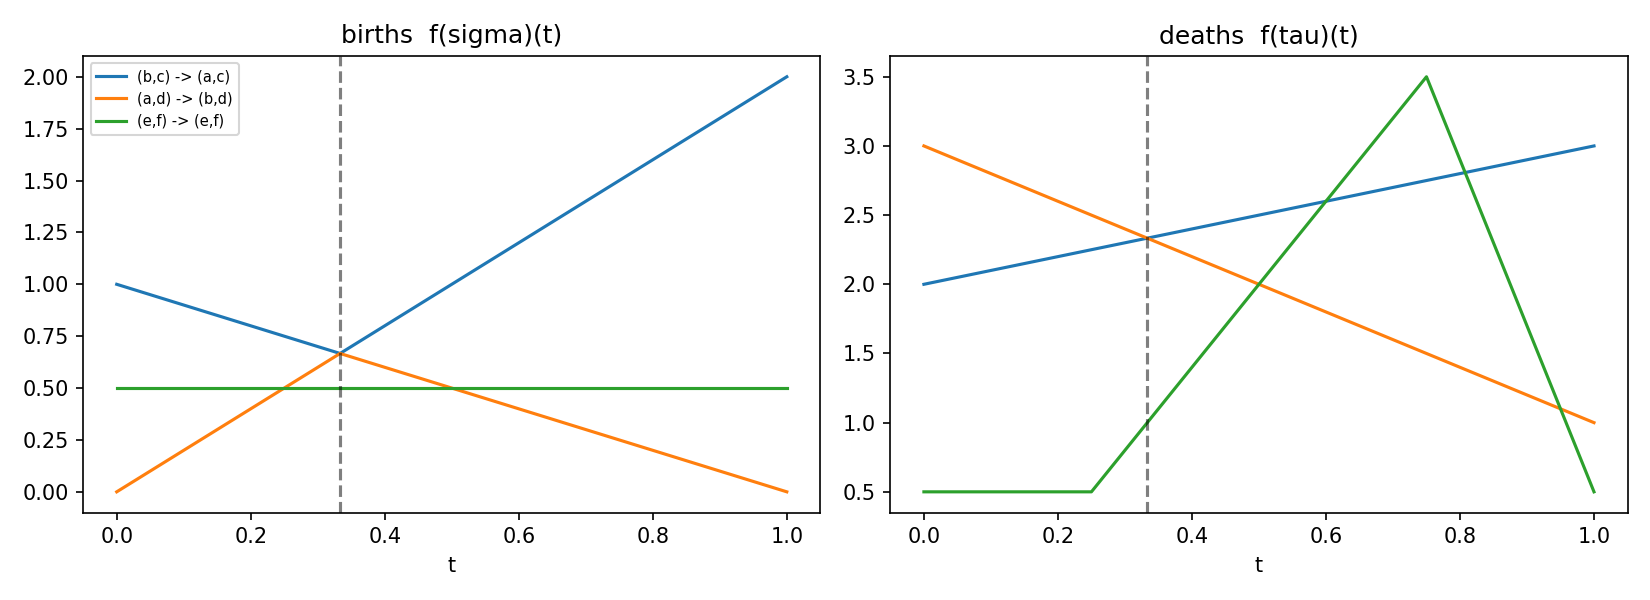 births  f(sigma)(t)
2.00
1.75
1.50
1.25
1.00
0.75
0.50
0.25
0.00
(b,c) -> (a,c)
(a,d) -> (b,d)
(e,f) -> (e,f)
0.0 0.2 0.4 0.6 0.8 1.0
t
deaths  f(tau)(t)
3.5
3.0
2.5
2.0
1.5
1.0
0.5
0.0 0.2 0.4 0.6 0.8 1.0
t